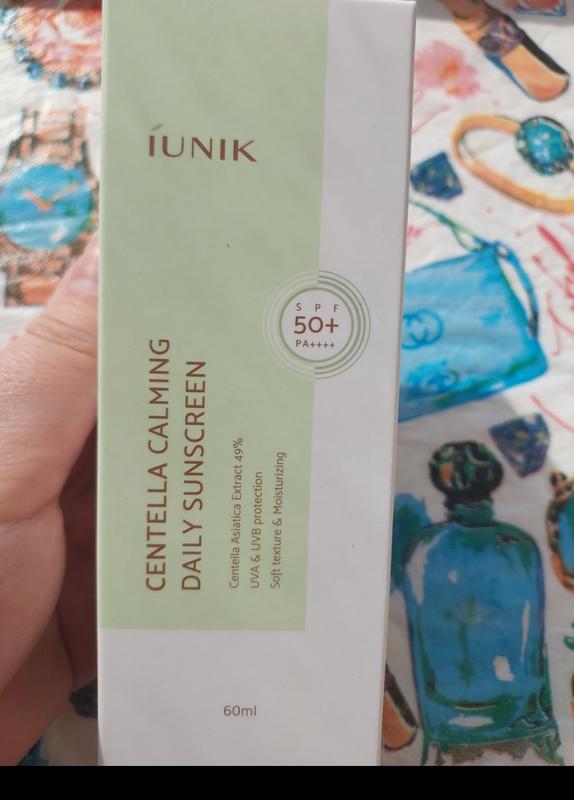 iUNIK
SPF
50+
PA++++
CENTELLA CALMING
DAILY SUNSCREEN
Centella Asiatica Extract 49%
UVA & UVB protection
Soft texture & Moisturizing
60ml